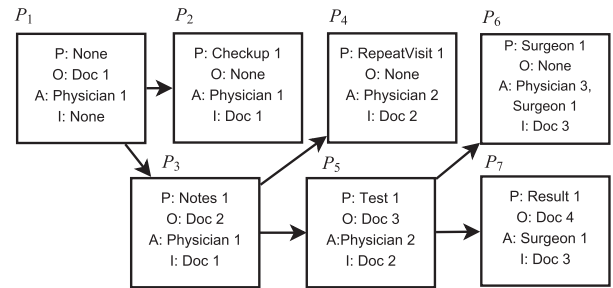 P1
P: None
O: Doc 1
A: Physician 1
I: None
P2
P: Checkup 1
O: None
A: Physician 1
I: Doc 1
P4
P: RepeatVisit 1
O: None
A: Physician 2
I: Doc 2
P6
P: Surgeon 1
O: None
A: Physician 3,
Surgeon 1
I: Doc 3
P3
P: Notes 1
O: Doc 2
A: Physician 1
I: Doc 1
P5
P: Test 1
O: Doc 3
A:Physician 2
I: Doc 2
P7
P: Result 1
O: Doc 4
A: Surgeon 1
I: Doc 3